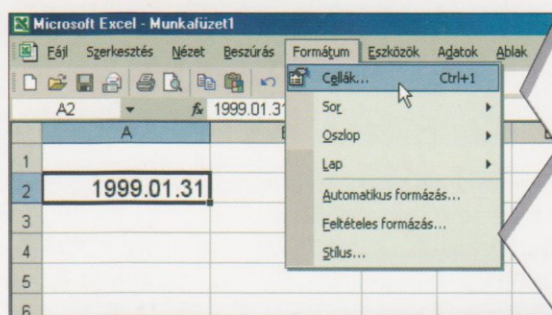 Microsoft Excel - Munkafüzet1
Fájl Szerkesztés Nézet Beszúrás Formátum Eszközök Adatok Ablak
A2 fx 1999.01.31
Cellák... Ctrl+1
Sor
Oszlop
Lap
Automatikus formázás...
Feltételes formázás...
Stílus...
A
1
2 1999.01.31
3
4
5
6